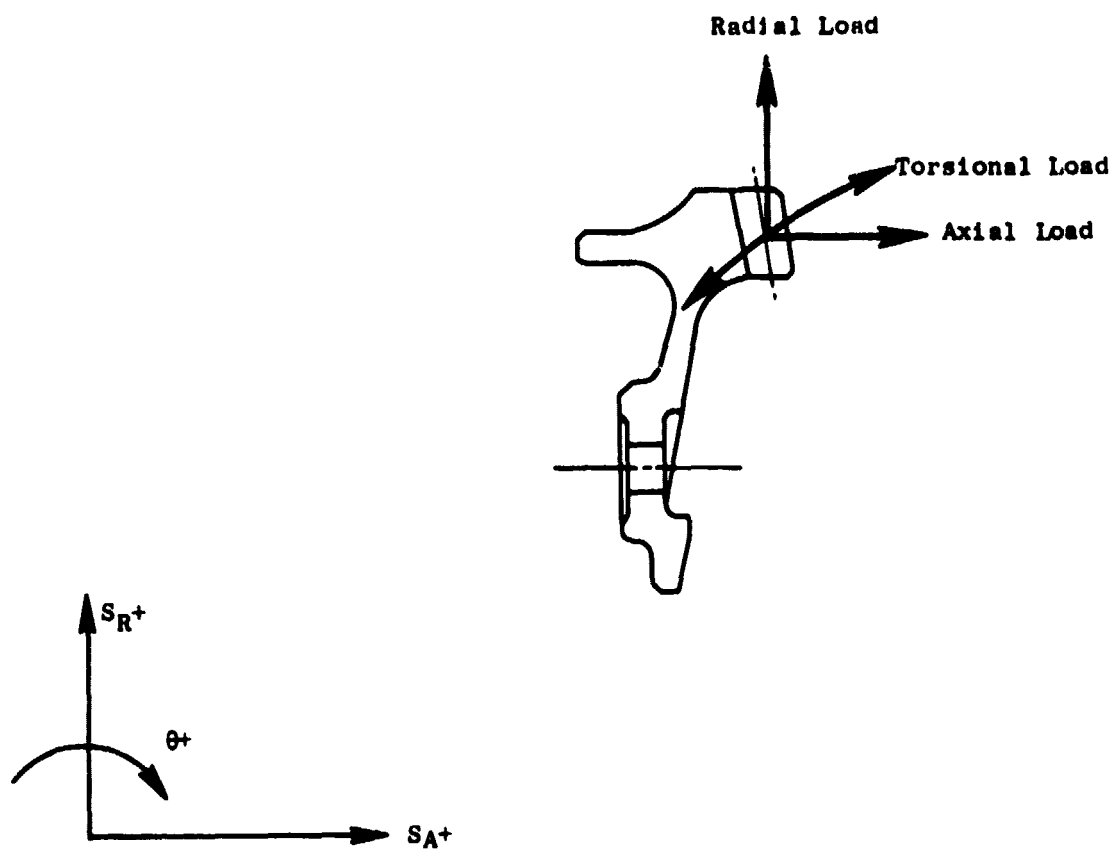 Radial Load
Torsional Load
Axial Load
SR+
θ+
SA+